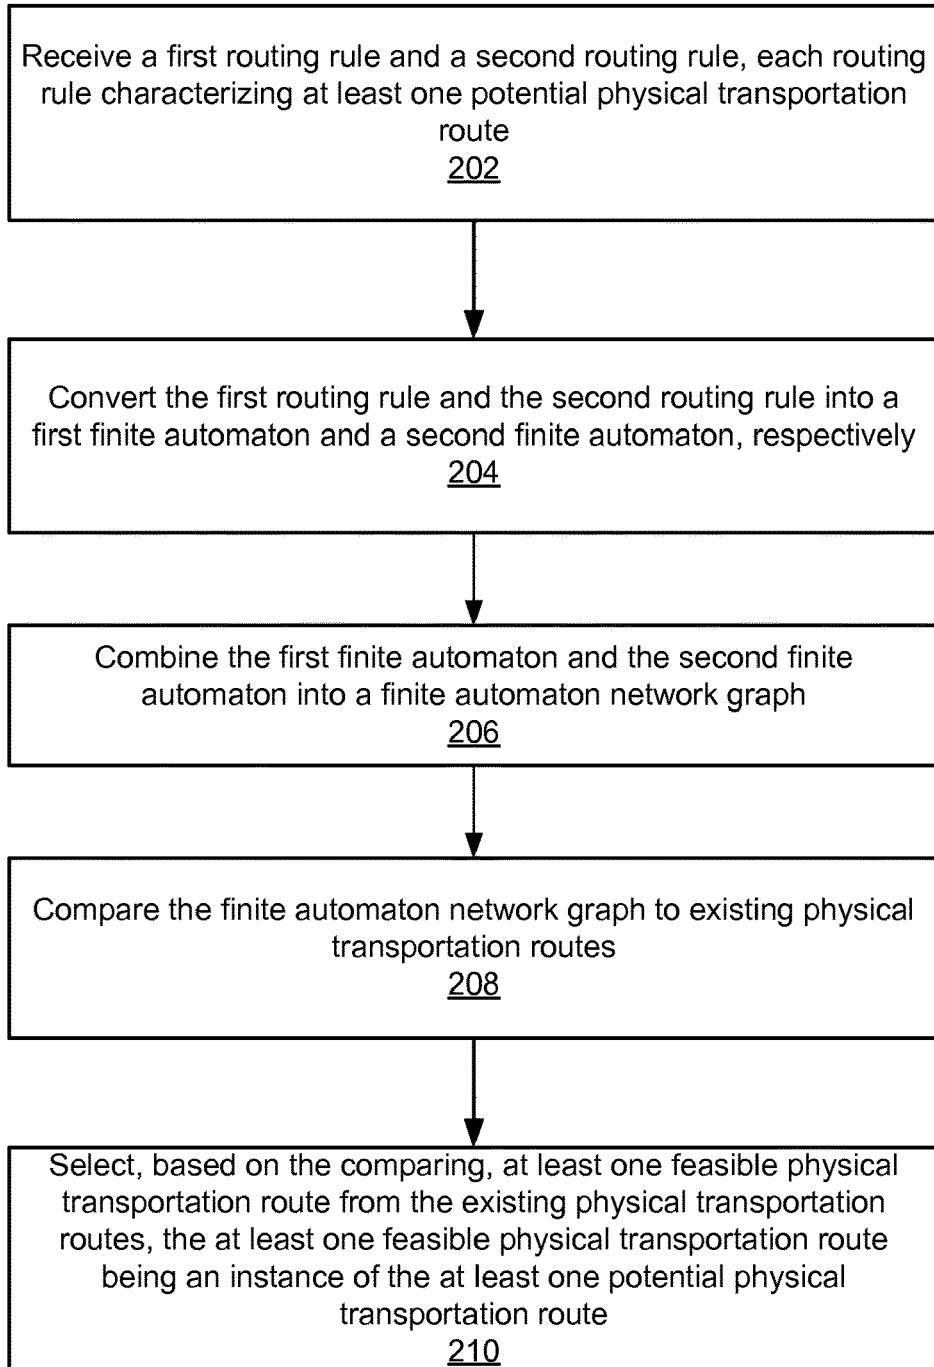 Receive a first routing rule and a second routing rule, each routing
rule characterizing at least one potential physical transportation
route
202
Convert the first routing rule and the second routing rule into a
first finite automaton and a second finite automaton, respectively
204
Combine the first finite automaton and the second finite
automaton into a finite automaton network graph
206
Compare the finite automaton network graph to existing physical
transportation routes
208
Select, based on the comparing, at least one feasible physical
transportation route from the existing physical transportation
routes, the at least one feasible physical transportation route
being an instance of the at least one potential physical
transportation route
210